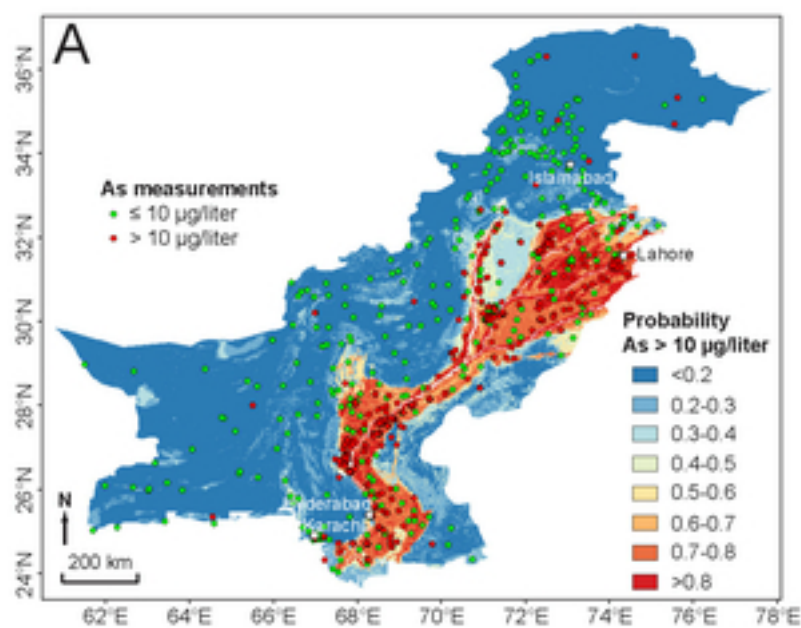 A
36°N
34°N
32°N
30°N
28°N
26°N
24°N
As measurements
≤ 10 µg/liter
> 10 µg/liter
Islamabad
Lahore
Hyderabad
Karachi
Probability
As > 10 µg/liter
<0.2
0.2-0.3
0.3-0.4
0.4-0.5
0.5-0.6
0.6-0.7
0.7-0.8
>0.8
N
200 km
62°E
64°E
66°E
68°E
70°E
72°E
74°E
76°E
78°E